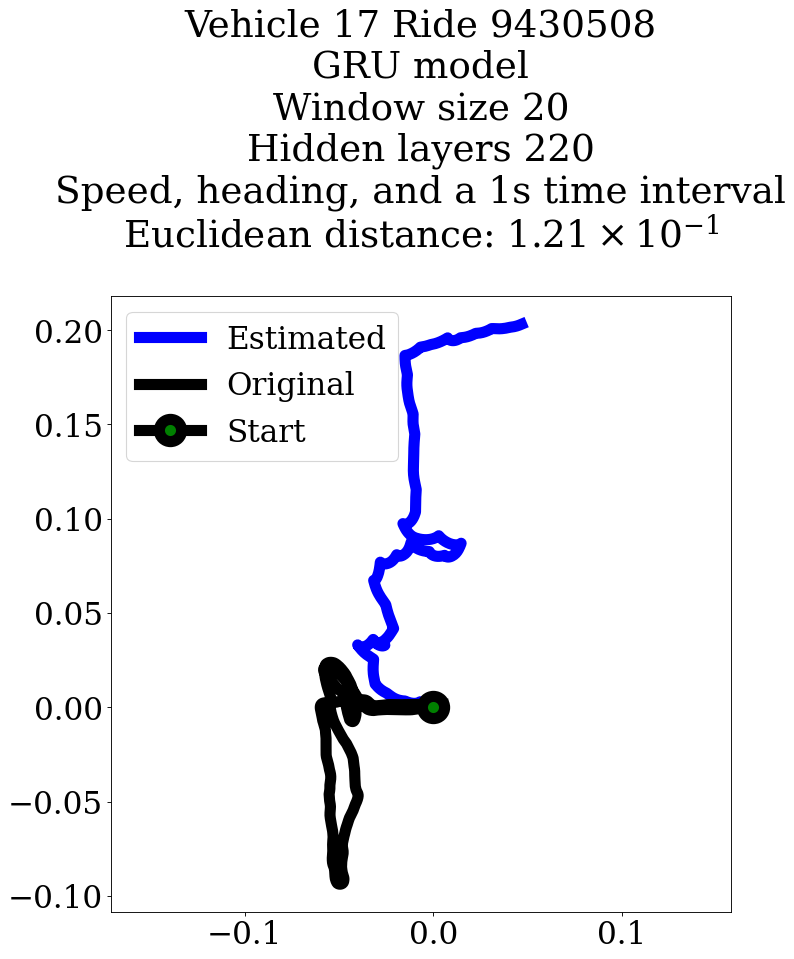 Vehicle 17 Ride 9430508
GRU model
Window size 20
Hidden layers 220
Speed, heading, and a 1s time interval
Euclidean distance: 1.21 × 10⁻¹
Estimated
Original
Start
0.20
0.15
0.10
0.05
0.00
−0.05
−0.10
−0.1 0.0 0.1